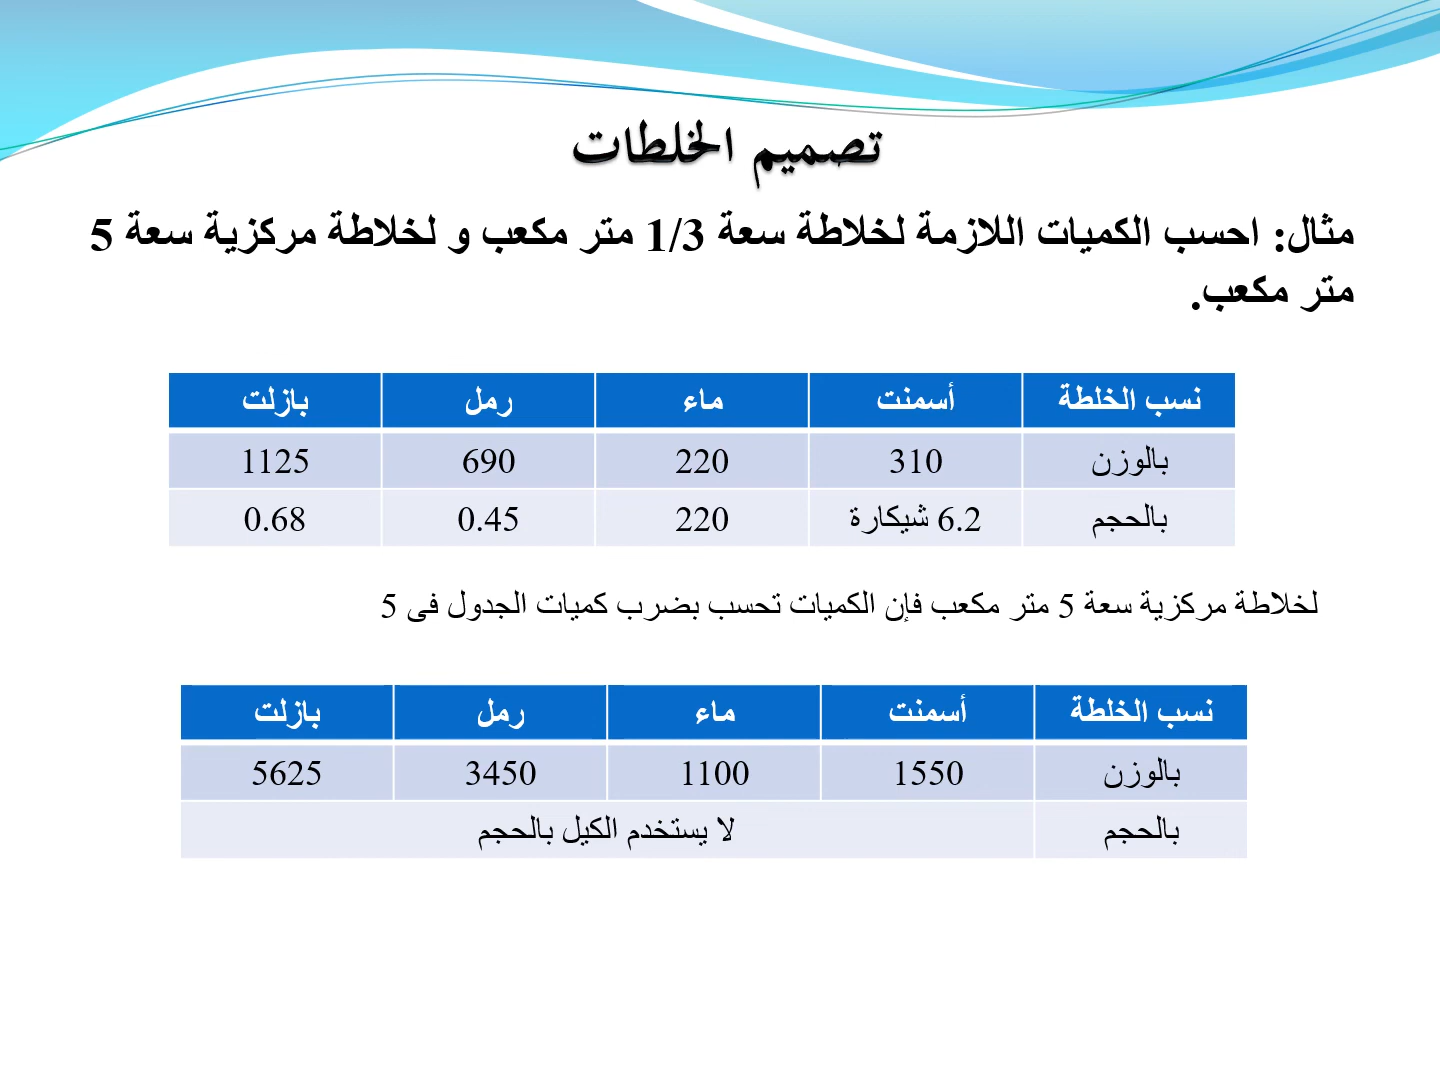 تصميم الخلطات
مثال: احسب الكميات اللازمة لخلاطة سعة 1/3 متر مكعب و لخلاطة مركزية سعة 5
متر مكعب.
نسب الخلطة أسمنت ماء رمل بازلت
بالوزن 310 220 690 1125
بالحجم 6.2 شيكارة 220 0.45 0.68
لخلاطة مركزية سعة 5 متر مكعب فإن الكميات تحسب بضرب كميات الجدول فى 5
نسب الخلطة أسمنت ماء رمل بازلت
بالوزن 1550 1100 3450 5625
بالحجم لا يستخدم الكيل بالحجم